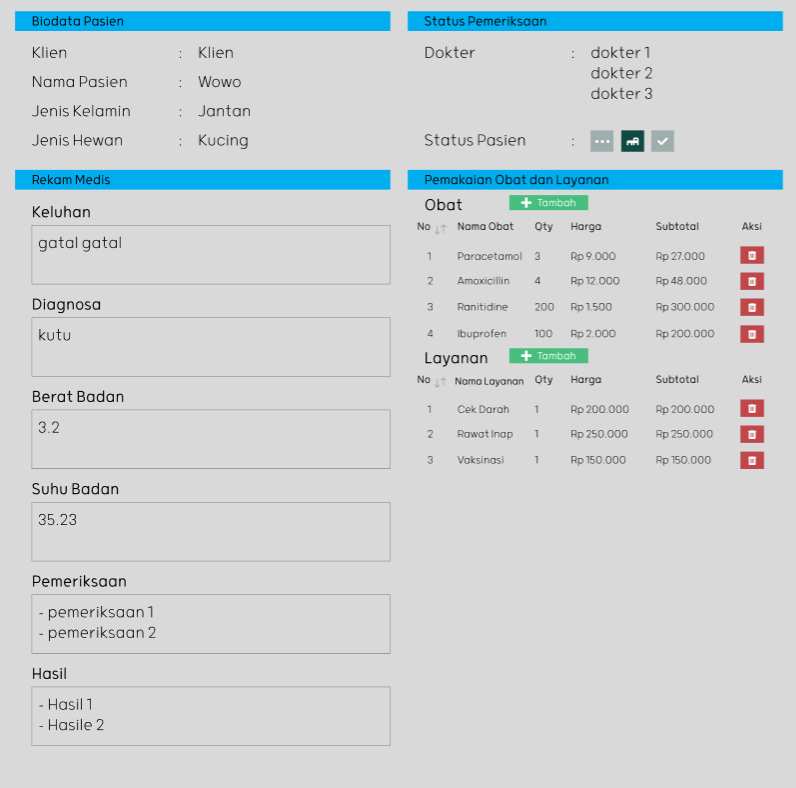 Biodata Pasien
Klien : Klien
Nama Pasien : Wowo
Jenis Kelamin : Jantan
Jenis Hewan : Kucing
Status Pemeriksaan
Dokter : dokter 1
dokter 2
dokter 3
Status Pasien :
Rekam Medis
Keluhan
gatal gatal
Diagnosa
kutu
Berat Badan
3.2
Suhu Badan
35.23
Pemeriksaan
- pemeriksaan 1
- pemeriksaan 2
Hasil
- Hasil 1
- Hasile 2
Pemakaian Obat dan Layanan
Obat + Tambah
No ↓↑ Nama Obat Qty Harga Subtotal Aksi
1 Paracetamol 3 Rp 9.000 Rp 27.000
2 Amoxicillin 4 Rp 12.000 Rp 48.000
3 Ranitidine 200 Rp 1.500 Rp 300.000
4 Ibuprofen 100 Rp 2.000 Rp 200.000
Layanan + Tambah
No ↓↑ Nama Layanan Qty Harga Subtotal Aksi
1 Cek Darah 1 Rp 200.000 Rp 200.000
2 Rawat Inap 1 Rp 250.000 Rp 250.000
3 Vaksinasi 1 Rp 150.000 Rp 150.000